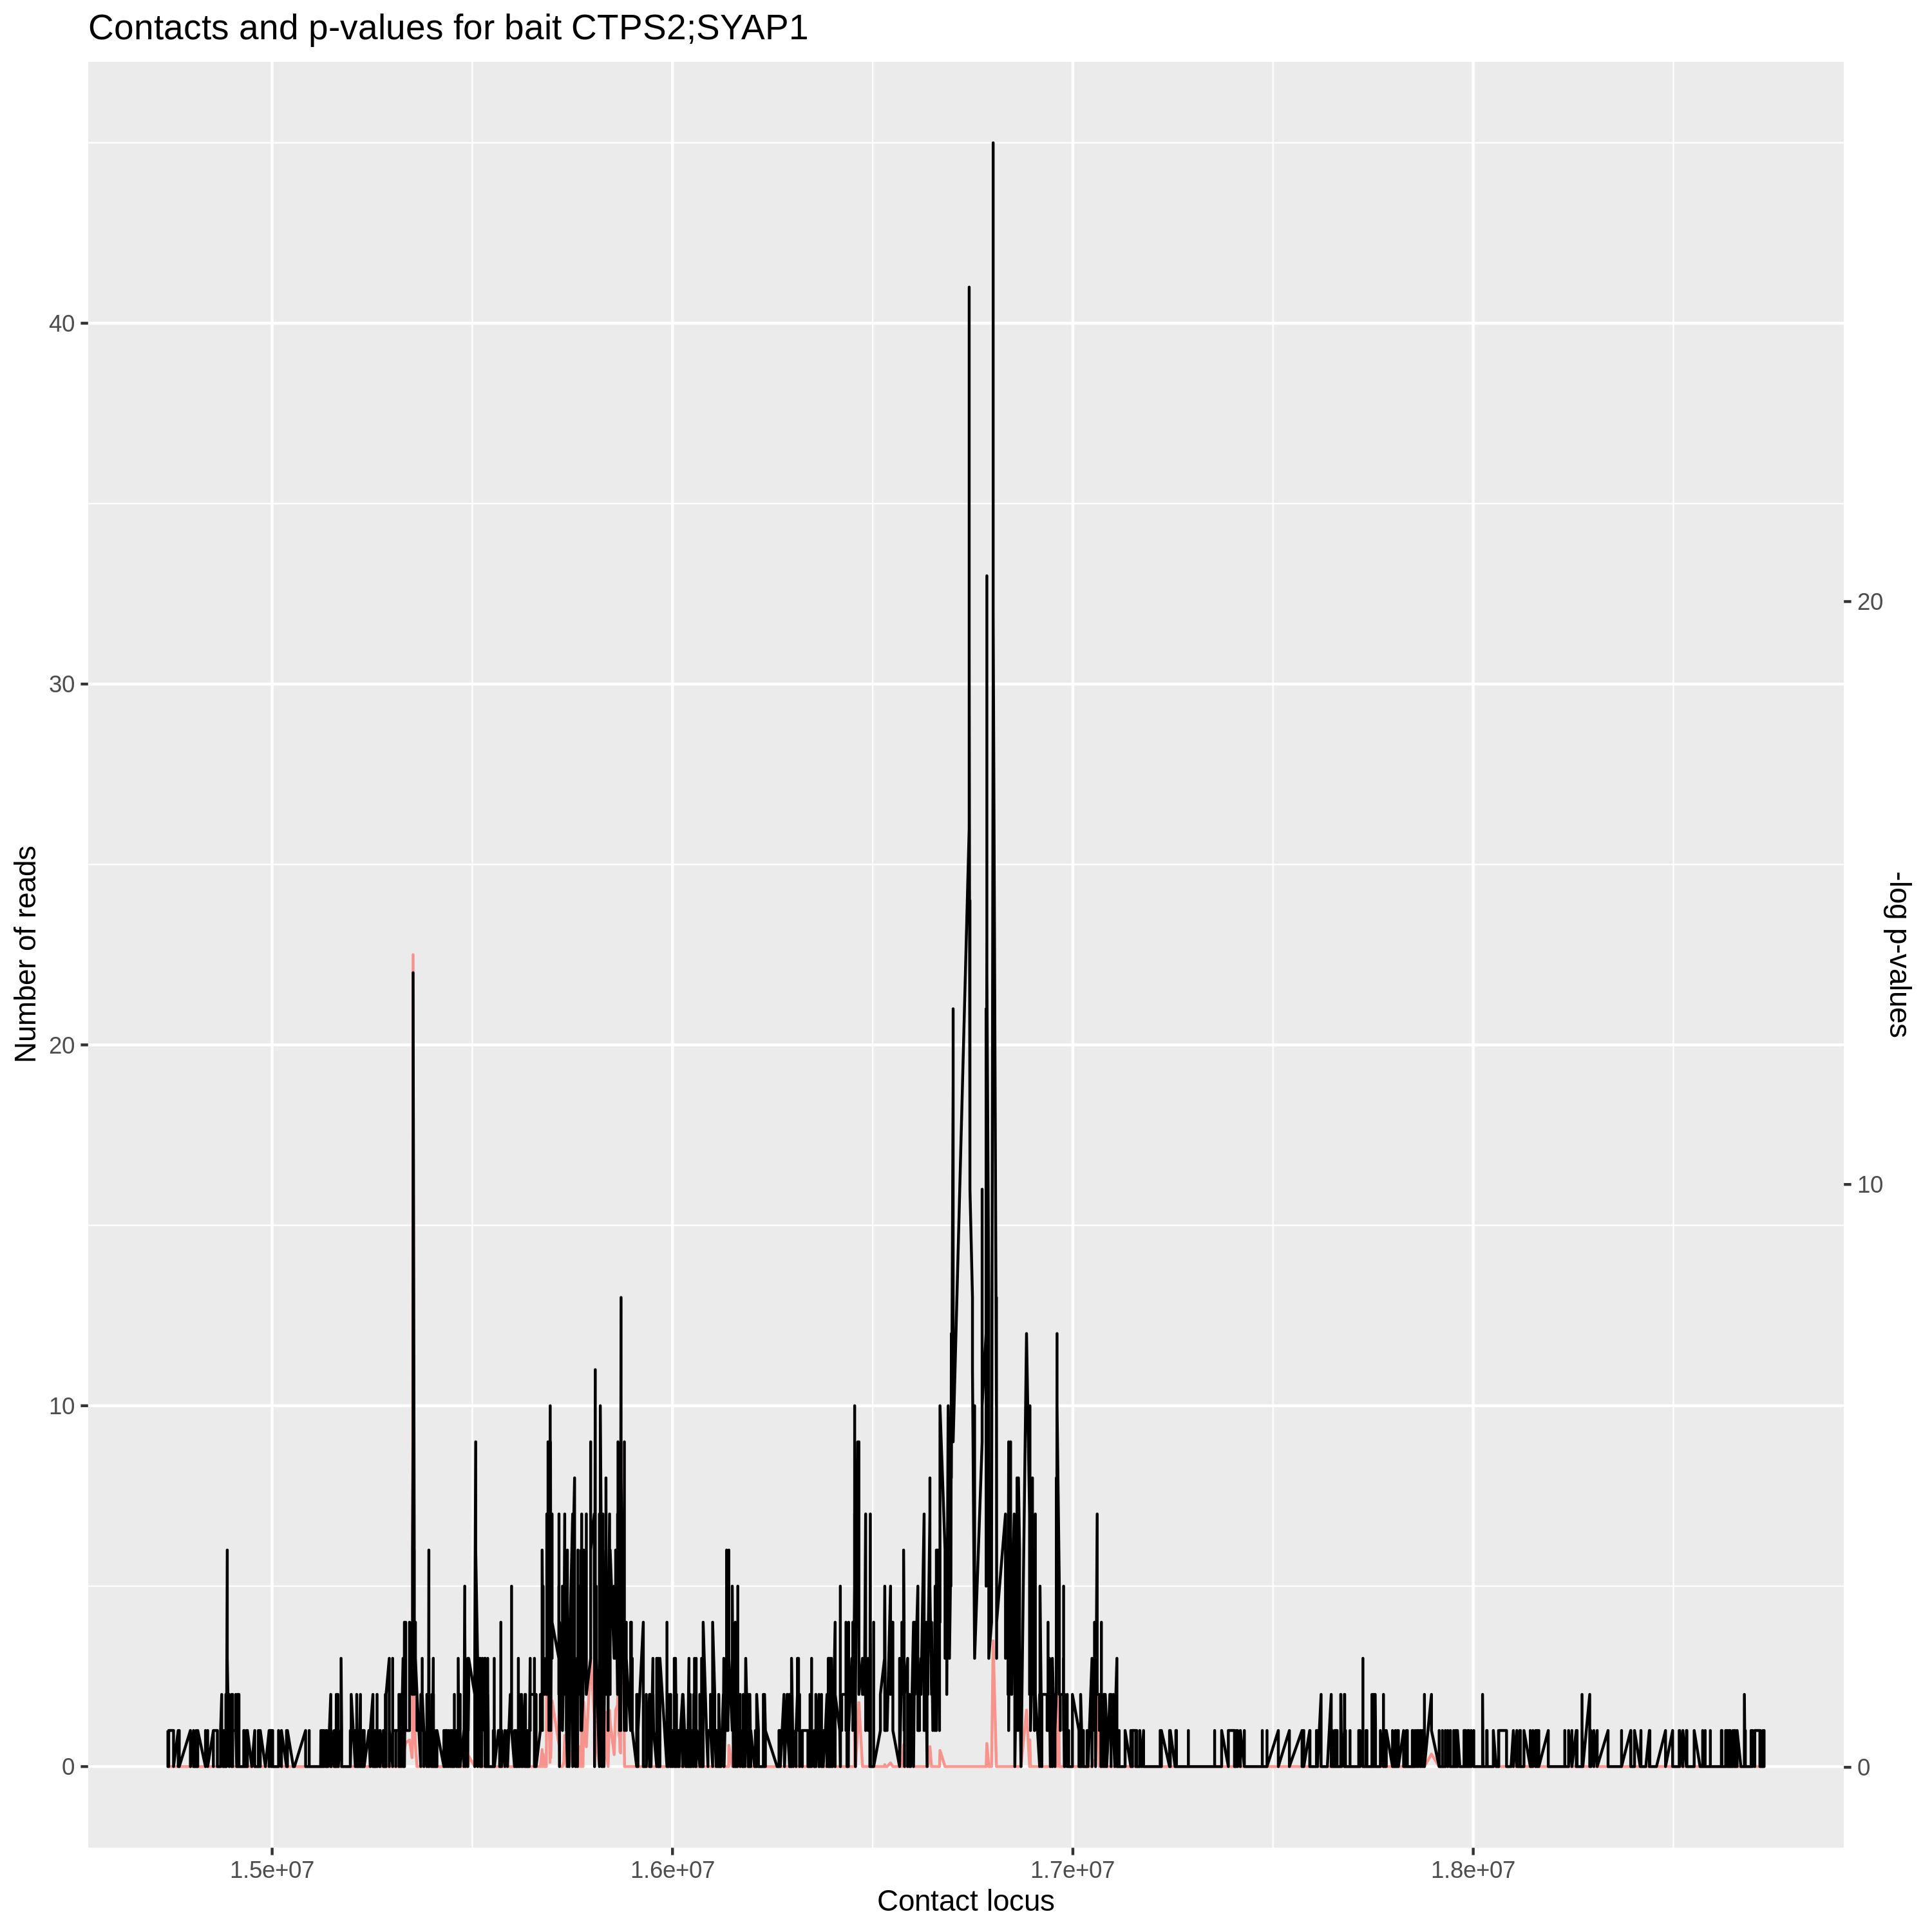 Contacts and p-values for bait CTPS2;SYAP1
Number of reads
40
30
20
10
0
20
10
0
-log p-values
1.5e+07
1.6e+07
1.7e+07
1.8e+07
Contact locus